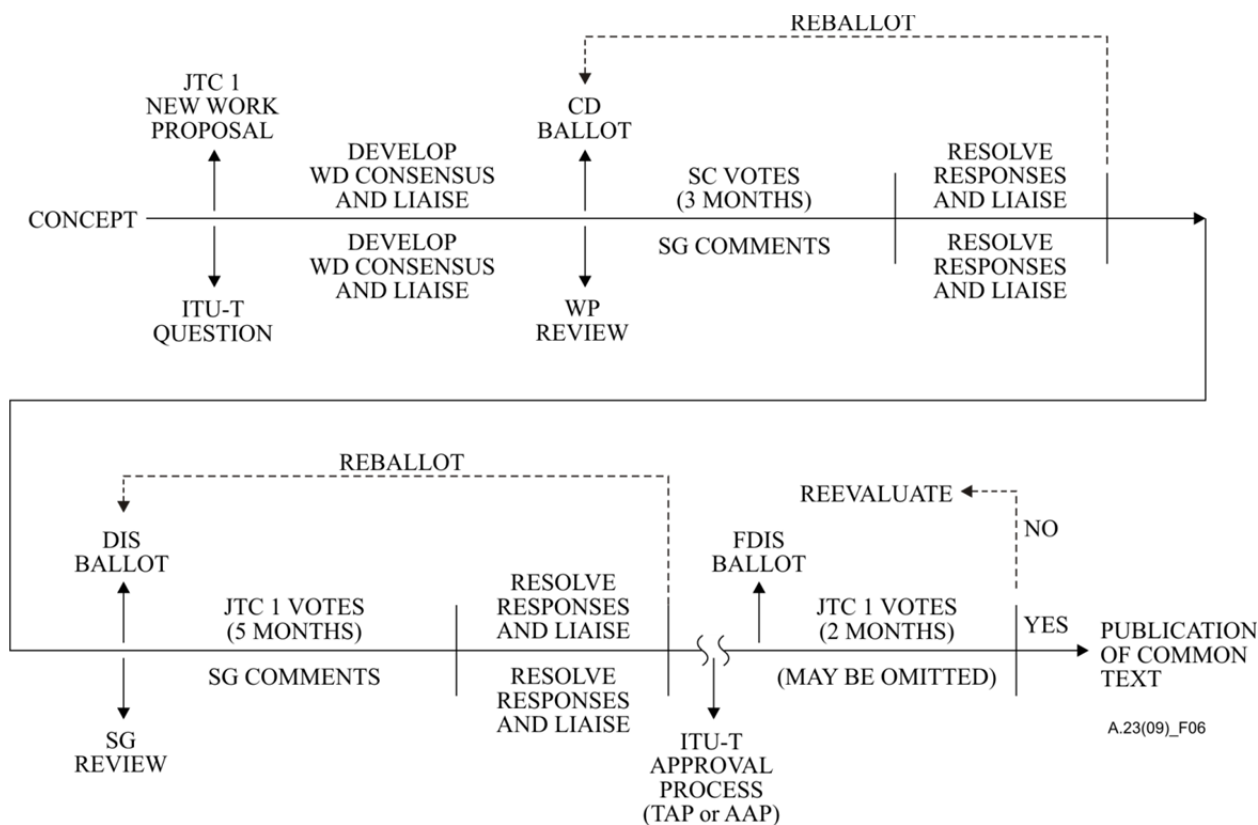 REBALLOT
JTC 1
NEW WORK
PROPOSAL
CD
BALLOT
DEVELOP
WD CONSENSUS
AND LIAISE
SC VOTES
(3 MONTHS)
RESOLVE
RESPONSES
AND LIAISE
CONCEPT
DEVELOP
WD CONSENSUS
AND LIAISE
SG COMMENTS
RESOLVE
RESPONSES
AND LIAISE
ITU-T
QUESTION
WP
REVIEW
REBALLOT
REEVALUATE
NO
DIS
BALLOT
FDIS
BALLOT
JTC 1 VOTES
(5 MONTHS)
RESOLVE
RESPONSES
AND LIAISE
JTC 1 VOTES
(2 MONTHS)
YES
PUBLICATION
OF COMMON
TEXT
SG COMMENTS
RESOLVE
RESPONSES
AND LIAISE
(MAY BE OMITTED)
SG
REVIEW
ITU-T
APPROVAL
PROCESS
(TAP or AAP)
A.23(09)_F06